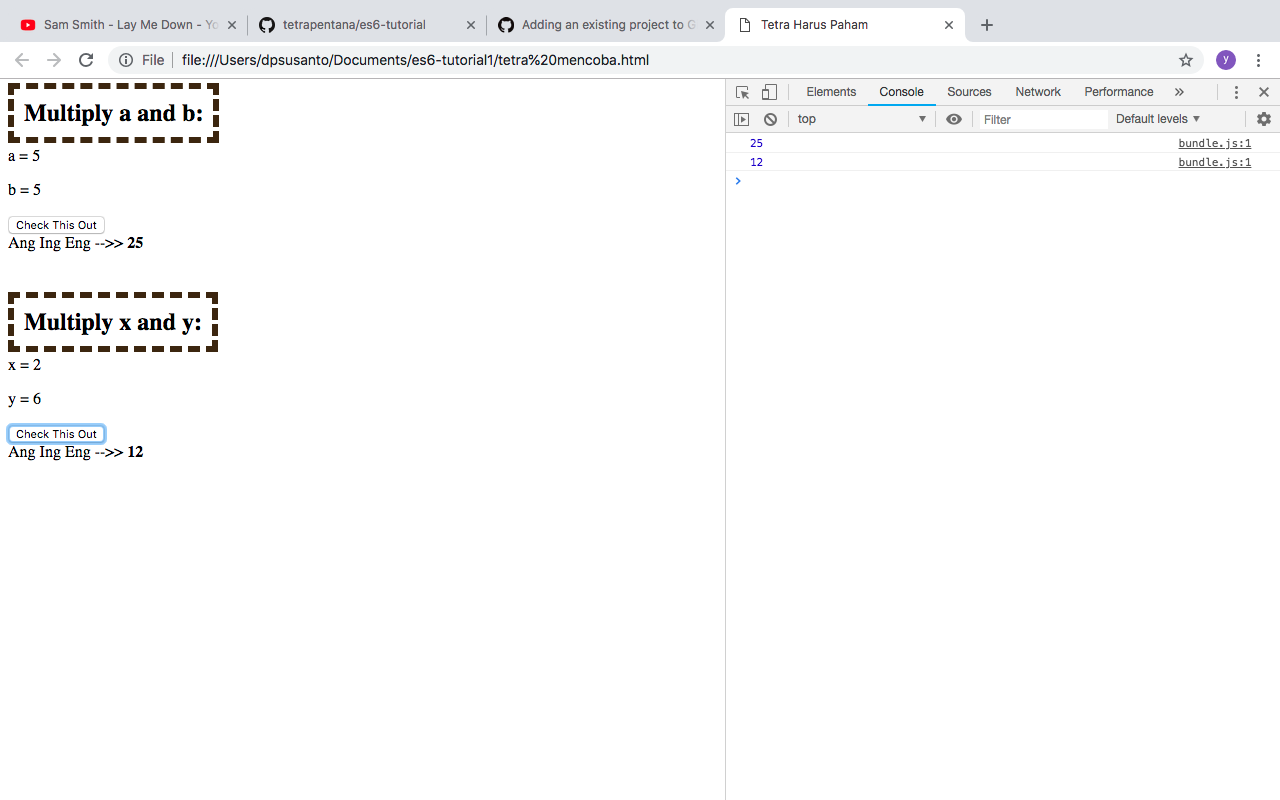 Sam Smith - Lay Me Down - Yo
tetrapentana/es6-tutorial
Adding an existing project to G
Tetra Harus Paham
File
file:///Users/dpsusanto/Documents/es6-tutorial1/tetra%20mencoba.html
y
Multiply a and b:
a = 5
b = 5
Check This Out
Ang Ing Eng -->> 25
Multiply x and y:
x = 2
y = 6
Check This Out
Ang Ing Eng -->> 12
Elements Console Sources Network Performance »
top Filter Default levels ▼
25 bundle.js:1
12 bundle.js:1